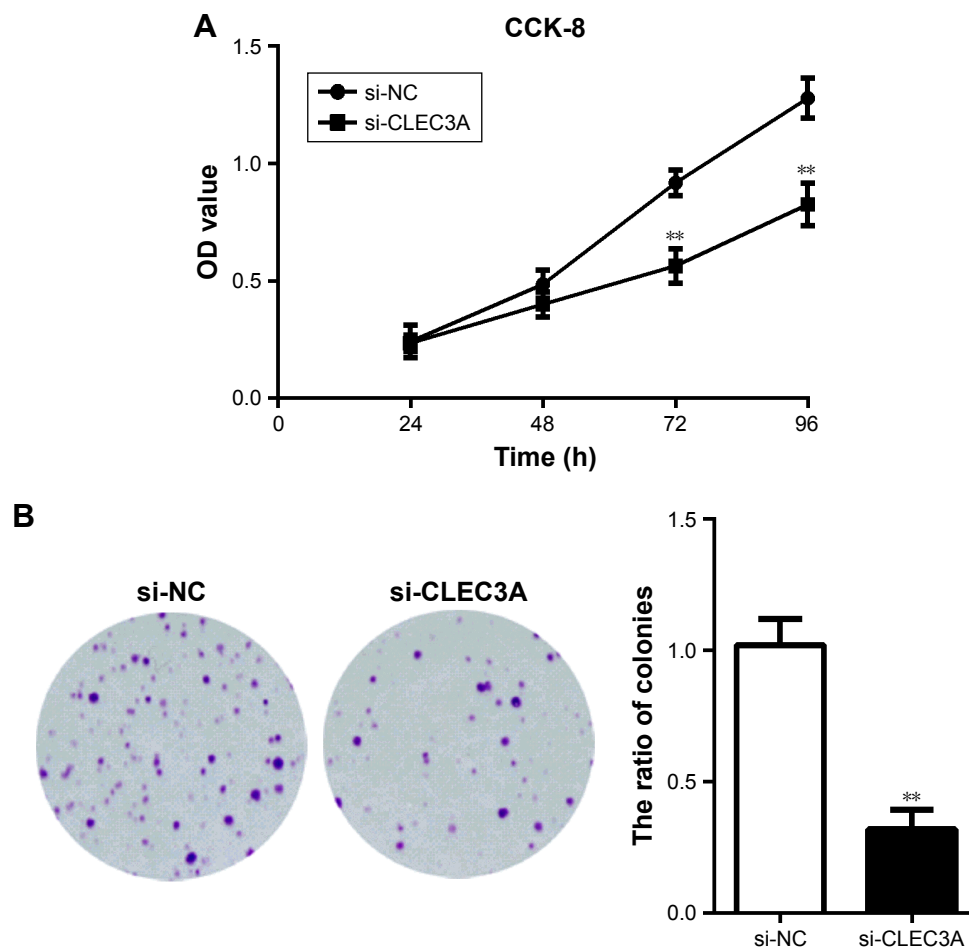 A
CCK-8
1.5
1.0
0.5
0.0
OD value
si-NC
si-CLEC3A
**
**
0
24
48
72
96
Time (h)
B
si-NC
si-CLEC3A
The ratio of colonies
1.5
1.0
0.5
0.0
**
si-NC
si-CLEC3A